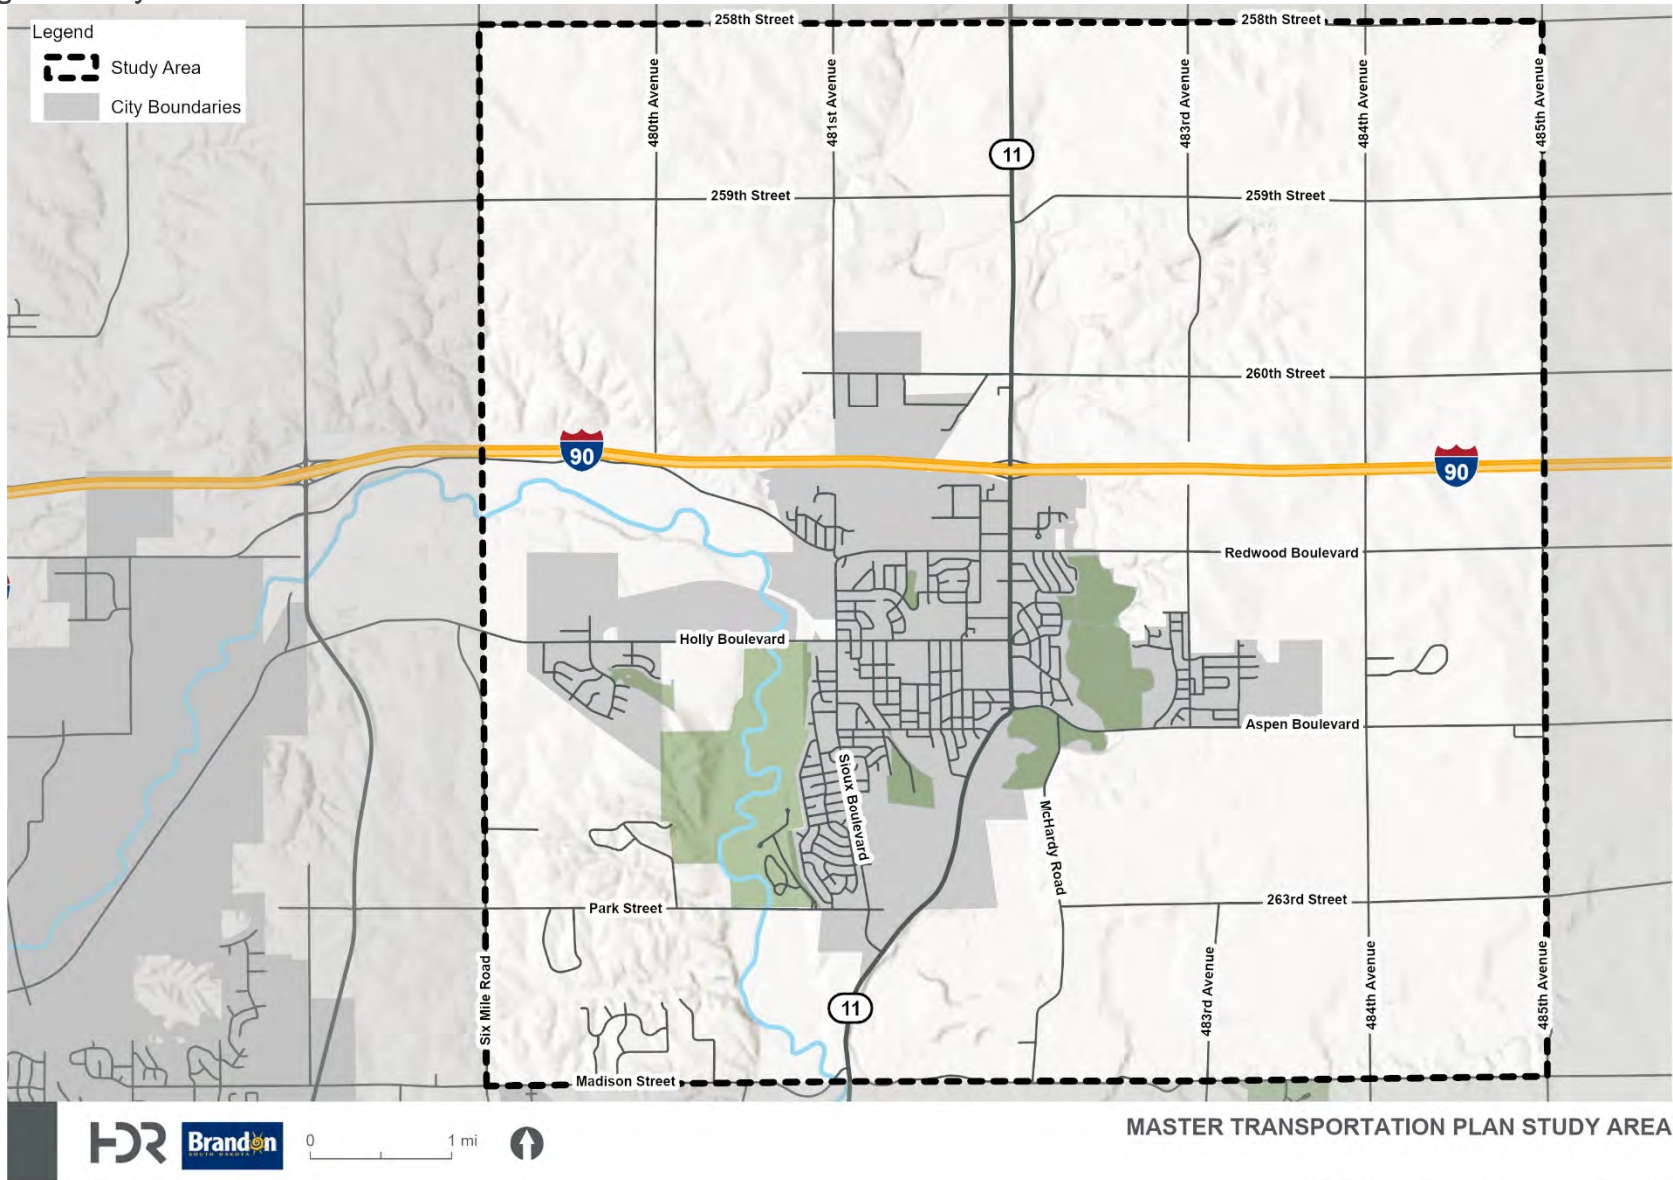 Legend
Study Area
City Boundaries
258th Street
258th Street
480th Avenue
481st Avenue
483rd Avenue
484th Avenue
485th Avenue
11
259th Street
259th Street
260th Street
90
90
Redwood Boulevard
Holly Boulevard
Aspen Boulevard
Sioux Boulevard
McHardy Road
Park Street
263rd Street
Six Mile Road
483rd Avenue
484th Avenue
485th Avenue
11
Madison Street
HDR
Brandon
SOUTH DAKOTA
0 1 mi
MASTER TRANSPORTATION PLAN STUDY AREA